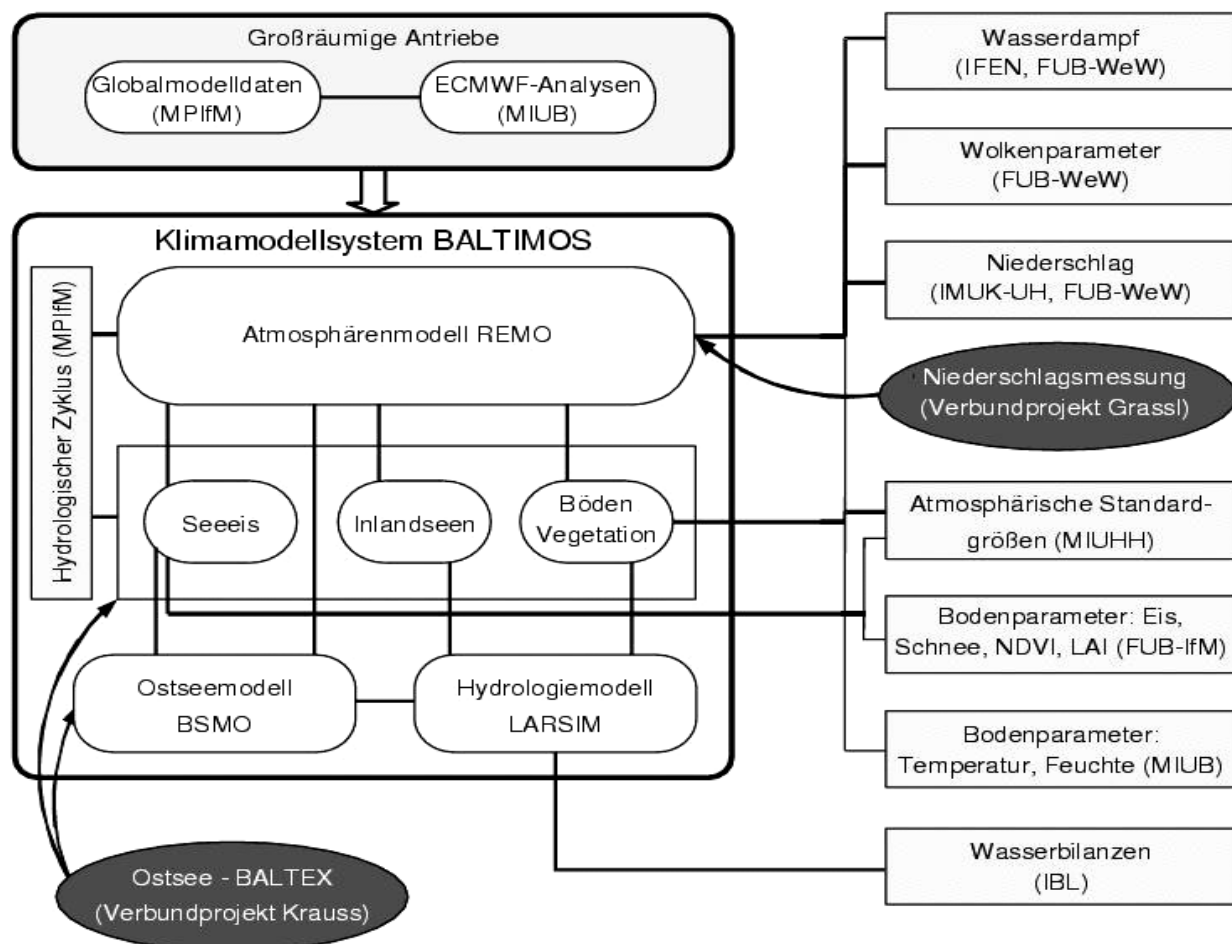 Großräumige Antriebe
Globalmodelldaten
(MPIfM)
ECMWF-Analysen
(MIUB)
Klimamodellsystem BALTIMOS
Hydrologischer Zyklus (MPIfM)
Atmosphärenmodell REMO
Seeeis
Inlandseen
Böden
Vegetation
Ostseemodell
BSMO
Hydrologiemodell
LARSIM
Ostsee - BALTEX
(Verbundprojekt Krauss)
Wasserdampf
(IFEN, FUB-WeW)
Wolkenparameter
(FUB-WeW)
Niederschlag
(IMUK-UH, FUB-WeW)
Niederschlagsmessung
(Verbundprojekt Grassl)
Atmosphärische Standard-
größen (MIUHH)
Bodenparameter: Eis,
Schnee, NDVI, LAI (FUB-IfM)
Bodenparameter:
Temperatur, Feuchte (MIUB)
Wasserbilanzen
(IBL)